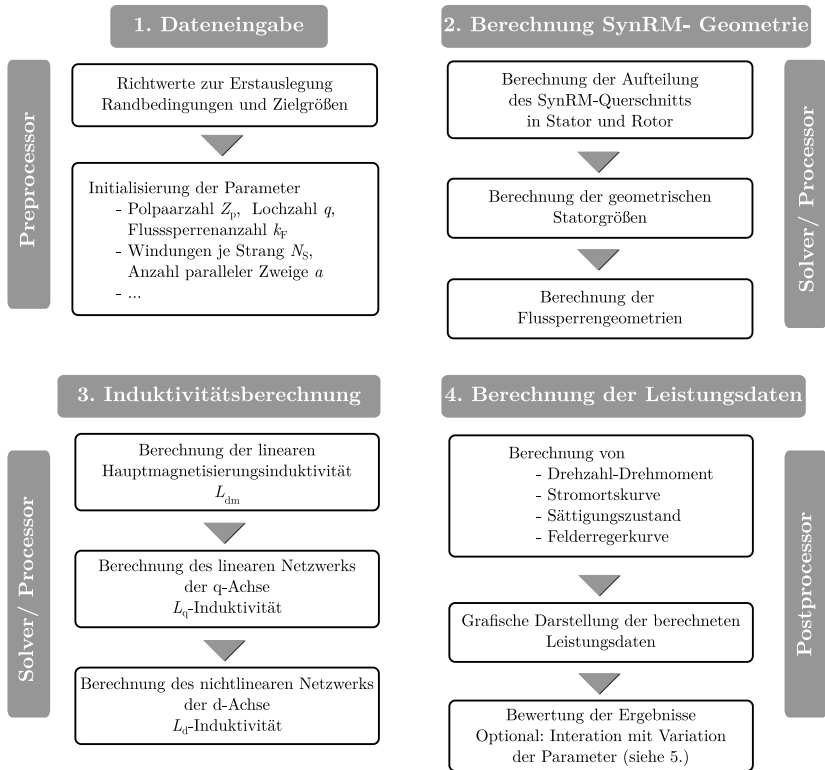 1. Dateneingabe
Preprocessor
Richtwerte zur Erstauslegung
Randbedingungen und Zielgrößen
Initialisierung der Parameter
- Polpaarzahl Zp, Lochzahl q,
Flusssperrenanzahl kF
- Windungen je Strang NS,
Anzahl paralleler Zweige a
- ...
2. Berechnung SynRM- Geometrie
Solver/ Processor
Berechnung der Aufteilung
des SynRM-Querschnitts
in Stator und Rotor
Berechnung der geometrischen
Statorgrößen
Berechnung der
Flussperrengeometrien
3. Induktivitätsberechnung
Solver/ Processor
Berechnung der linearen
Hauptmagnetisierungsinduktivität
Ldm
Berechnung des linearen Netzwerks
der q-Achse
Lq-Induktivität
Berechnung des nichtlinearen Netzwerks
der d-Achse
Ld-Induktivität
4. Berechnung der Leistungsdaten
Postprocessor
Berechnung von
- Drehzahl-Drehmoment
- Stromortskurve
- Sättigungszustand
- Felderregerkurve
Grafische Darstellung der berechneten
Leistungsdaten
Bewertung der Ergebnisse
Optional: Interation mit Variation
der Parameter (siehe 5.)